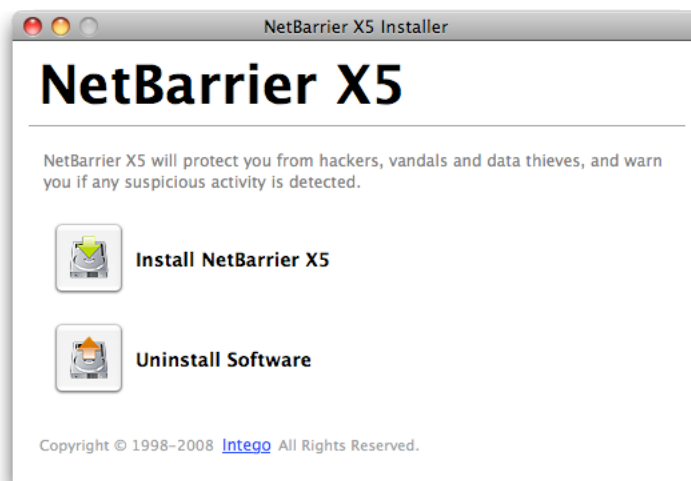 NetBarrier X5 Installer
NetBarrier X5
NetBarrier X5 will protect you from hackers, vandals and data thieves, and warn
you if any suspicious activity is detected.
Install NetBarrier X5
Uninstall Software
Copyright © 1998–2008 Intego All Rights Reserved.